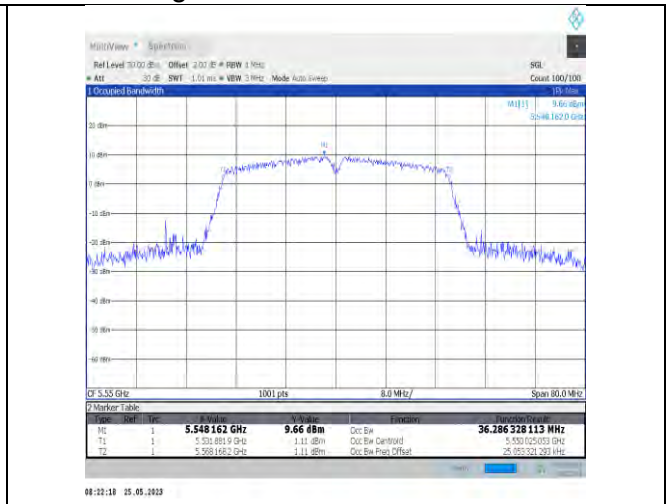 MultiView Spectrum
Ref Level 30.00 dBm Offset 2.00 dB RBW 1 MHz SGL
Att 30 dB SWT 1.01 ms VBW 3 MHz Mode Auto Sweep Count 100/100
1 Occupied Bandwidth
M1[1] 9.66 dBm
5.548 162 0 GHz
20 dBm
M1
10 dBm
T1 T2
0 dBm
-10 dBm
-20 dBm
-30 dBm
-40 dBm
-50 dBm
-60 dBm
CF 5.55 GHz 1001 pts 8.0 MHz/ Span 80.0 MHz
2 Marker Table
Type Ref Trc X-Value Y-Value Function Function Result
M1 1 5.548 162 GHz 9.66 dBm Occ Bw 36.286 328 113 MHz
T1 1 5.531 881 9 GHz 1.11 dBm Occ Bw Centroid 5.550 025 053 GHz
T2 1 5.568 168 2 GHz 1.11 dBm Occ Bw Freq Offset 25.053 321 293 kHz
08:22:18 25.05.2023